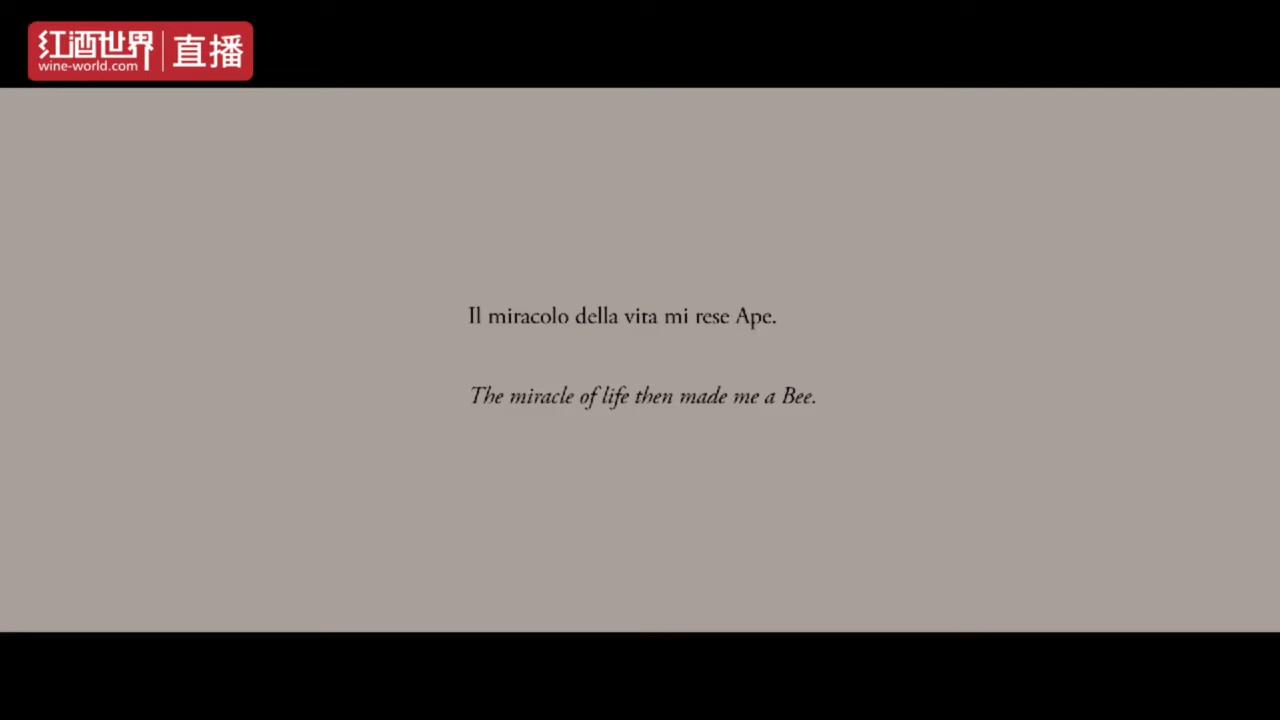 红酒世界 直播
wine-world.com
Il miracolo della vita mi rese Ape.
The miracle of life then made me a Bee.